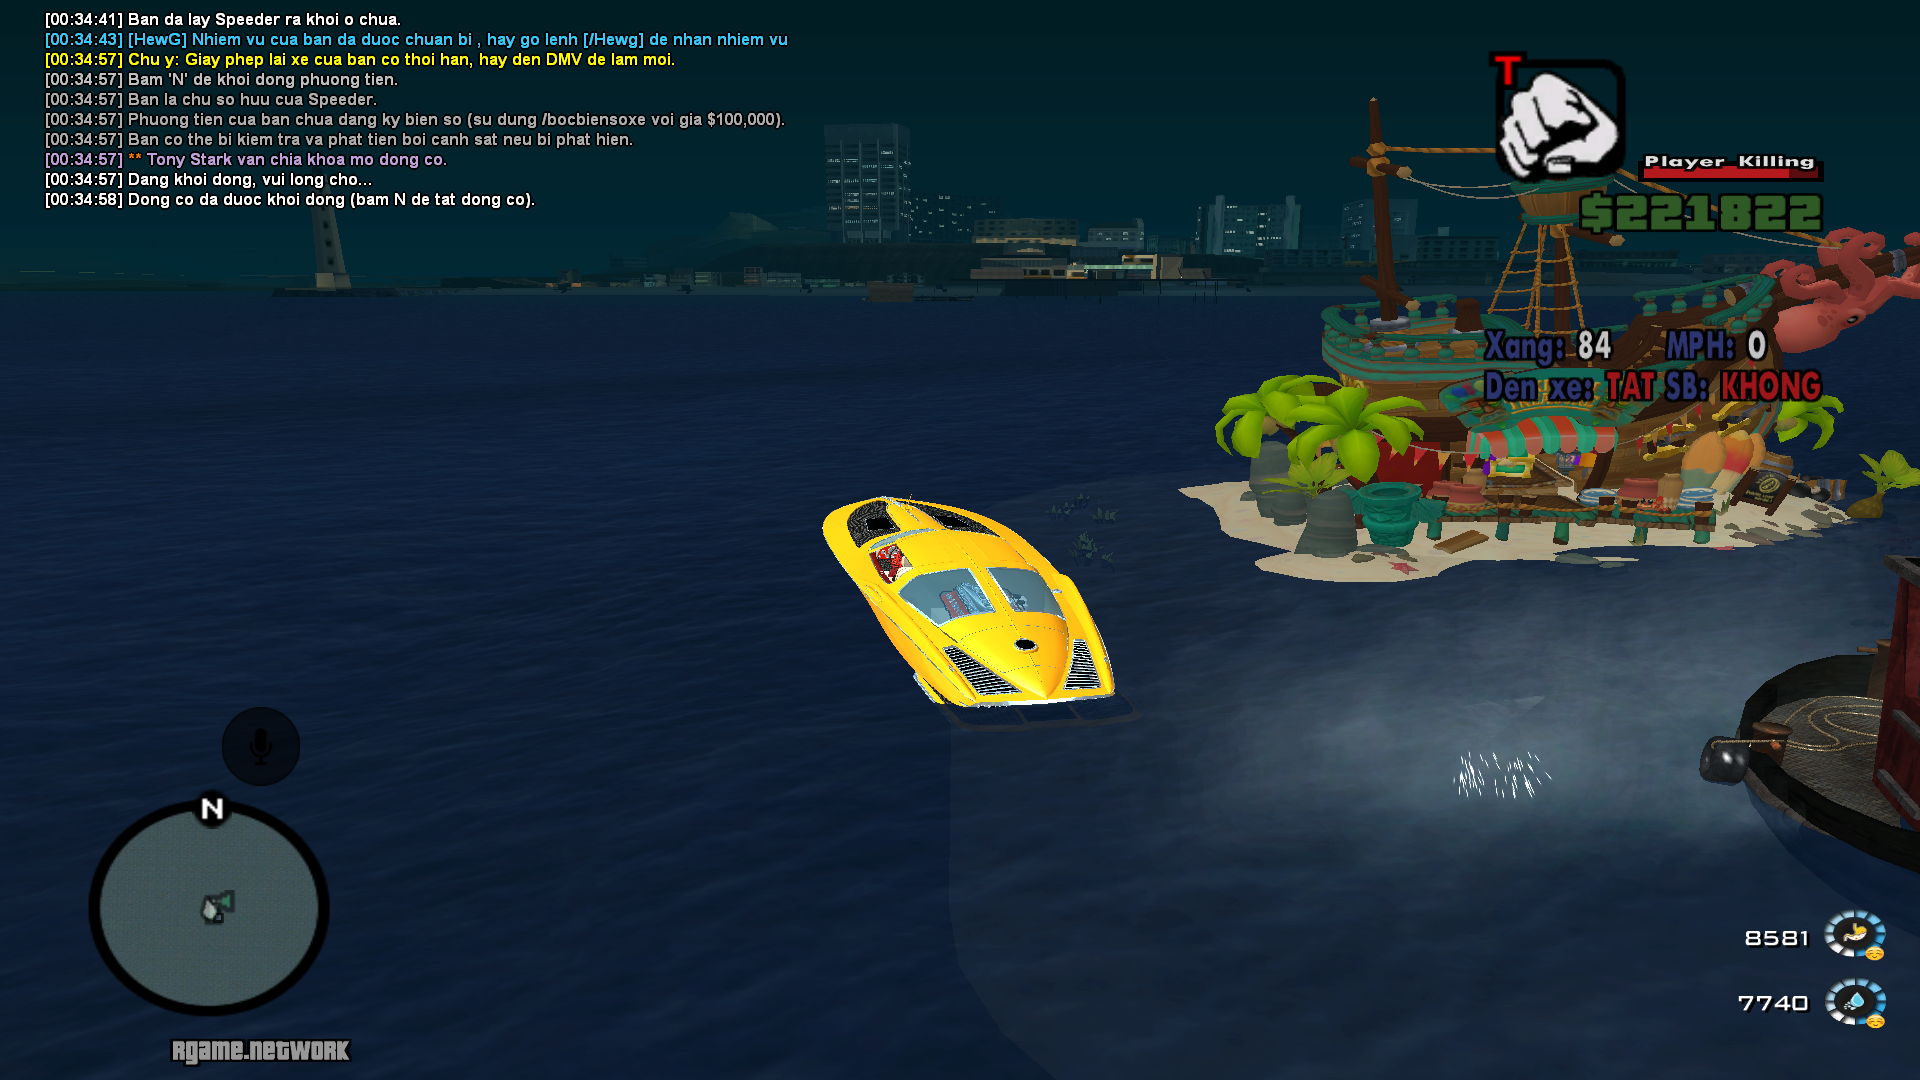 [00:34:41] Ban da lay Speeder ra khoi o chua.
[00:34:43] [HewG] Nhiem vu cua ban da duoc chuan bi , hay go lenh [/Hewg] de nhan nhiem vu
[00:34:57] Chu y: Giay phep lai xe cua ban co thoi han, hay den DMV de lam moi.
[00:34:57] Bam 'N' de khoi dong phuong tien.
[00:34:57] Ban la chu so huu cua Speeder.
[00:34:57] Phuong tien cua ban chua dang ky bien so (su dung /bocbiensoxe voi gia $100,000).
[00:34:57] Ban co the bi kiem tra va phat tien boi canh sat neu bi phat hien.
[00:34:57] ** Tony Stark van chia khoa mo dong co.
[00:34:57] Dang khoi dong, vui long cho...
[00:34:58] Dong co da duoc khoi dong (bam N de tat dong co).
T
Player Killing
$221822
Xang: 84 MPH: 0
Den xe: TAT SB: KHONG
N
8581
7740
RGAME.NETWORK